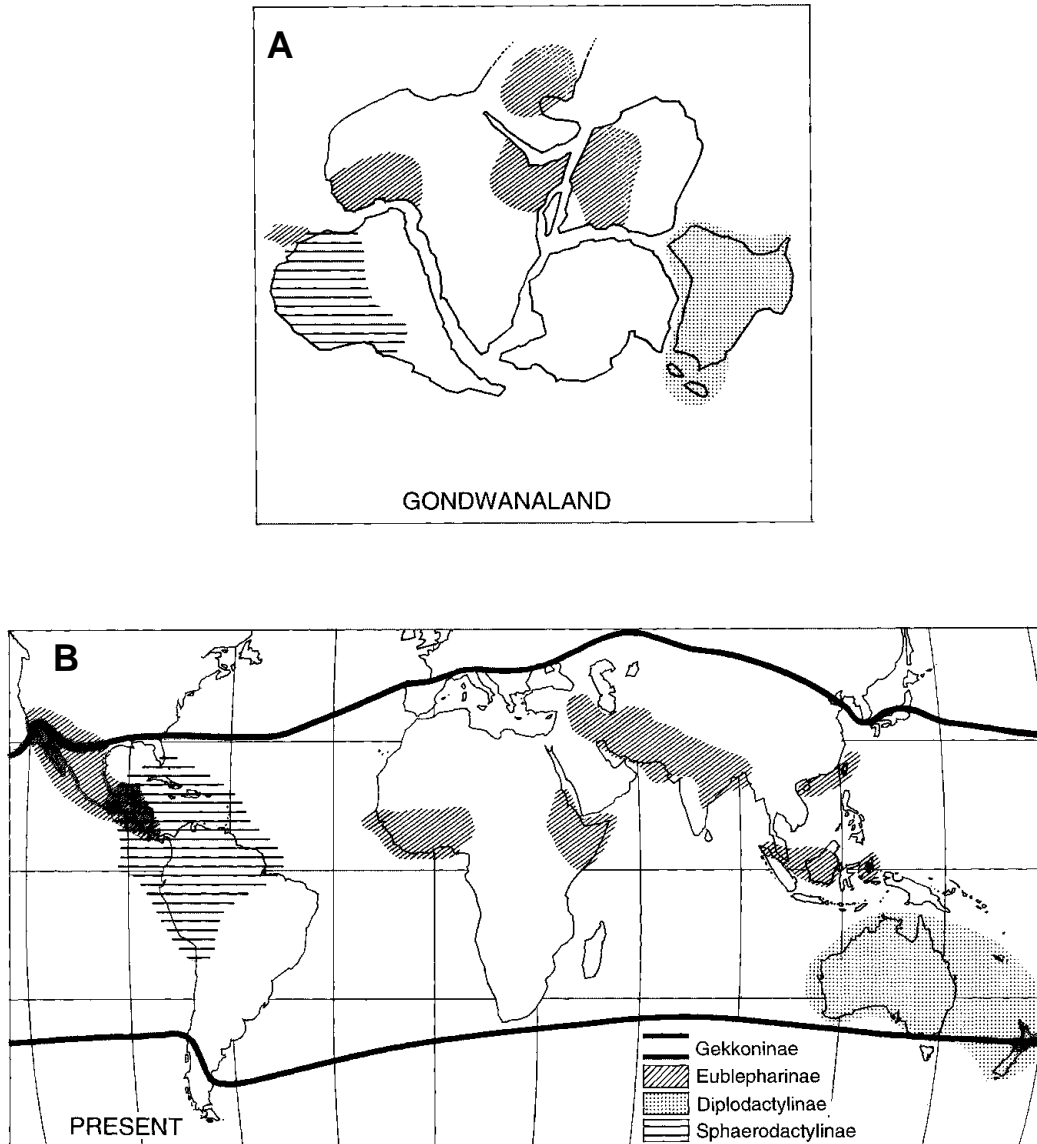 A
GONDWANALAND
B
Gekkoninae
Eublepharinae
Diplodactylinae
Sphaerodactylinae
PRESENT